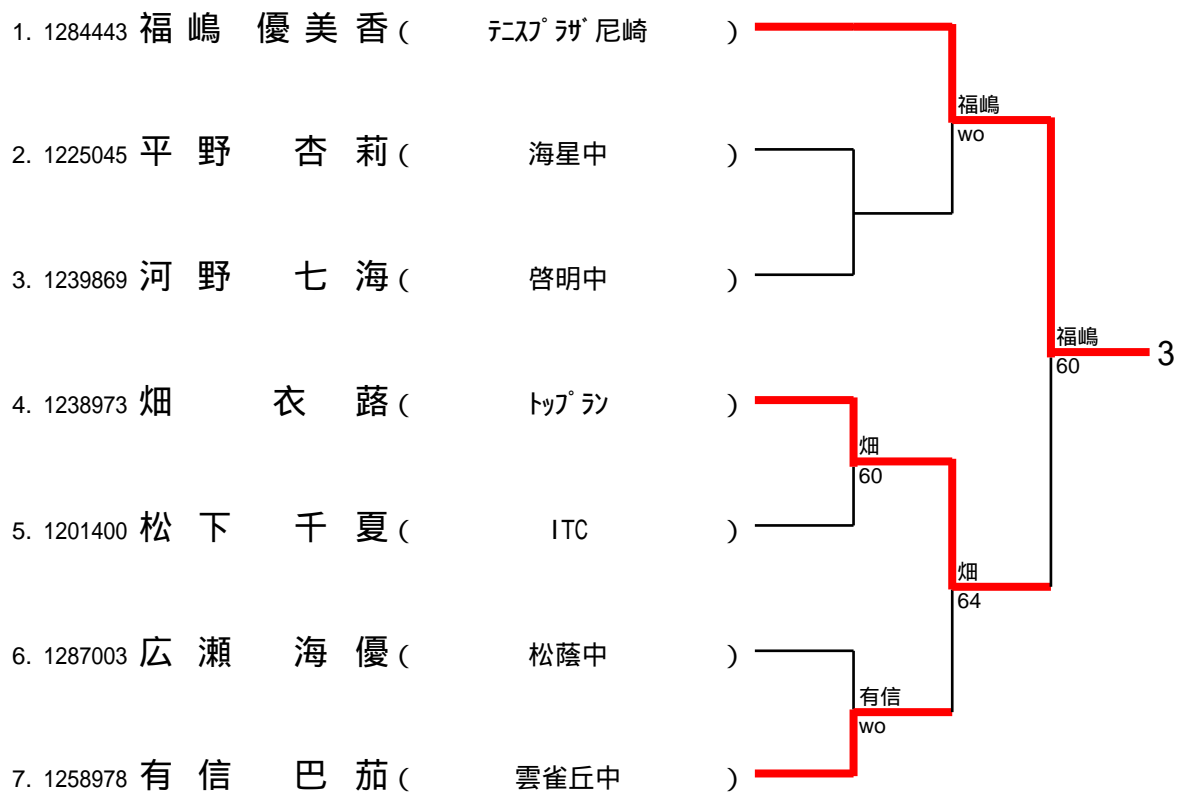 1. 1284443 福嶋 優美香 ( テニスプラザ尼崎 )
福嶋
wo
2. 1225045 平野 杏莉 ( 海星中 )
3. 1239869 河野 七海 ( 啓明中 )
福嶋
60
3
4. 1238973 畑 衣蕗 ( トップラン )
畑
60
5. 1201400 松下 千夏 ( ITC )
畑
64
6. 1287003 広瀬 海優 ( 松蔭中 )
有信
wo
7. 1258978 有信 巴茄 ( 雲雀丘中 )